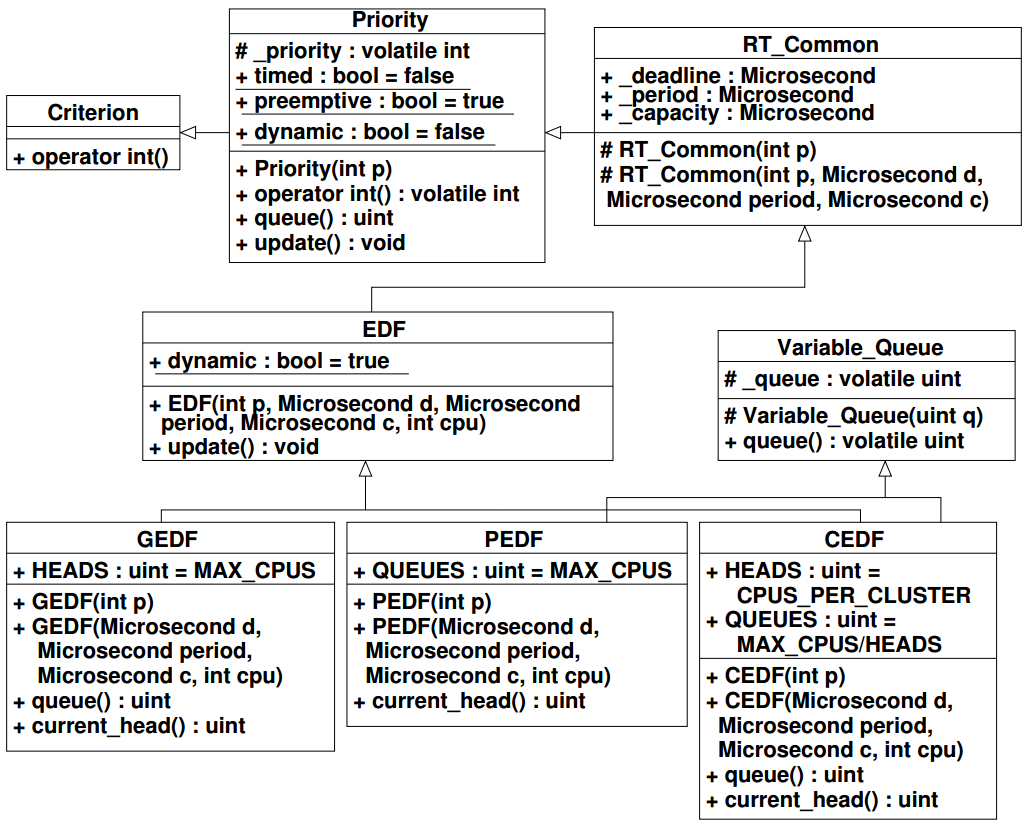 Criterion
+ operator int()
Priority
# _priority : volatile int
+ timed : bool = false
+ preemptive : bool = true
+ dynamic : bool = false
+ Priority(int p)
+ operator int() : volatile int
+ queue() : uint
+ update() : void
RT_Common
+ _deadline : Microsecond
+ _period : Microsecond
+ _capacity : Microsecond
# RT_Common(int p)
# RT_Common(int p, Microsecond d,
Microsecond period, Microsecond c)
EDF
+ dynamic : bool = true
+ EDF(int p, Microsecond d, Microsecond
period, Microsecond c, int cpu)
+ update() : void
Variable_Queue
# _queue : volatile uint
# Variable_Queue(uint q)
+ queue() : volatile uint
GEDF
+ HEADS : uint = MAX_CPUS
+ GEDF(int p)
+ GEDF(Microsecond d,
Microsecond period,
Microsecond c, int cpu)
+ queue() : uint
+ current_head() : uint
PEDF
+ QUEUES : uint = MAX_CPUS
+ PEDF(int p)
+ PEDF(Microsecond d,
Microsecond period,
Microsecond c, int cpu)
+ current_head() : uint
CEDF
+ HEADS : uint =
CPUS_PER_CLUSTER
+ QUEUES : uint =
MAX_CPUS/HEADS
+ CEDF(int p)
+ CEDF(Microsecond d,
Microsecond period,
Microsecond c, int cpu)
+ queue() : uint
+ current_head() : uint